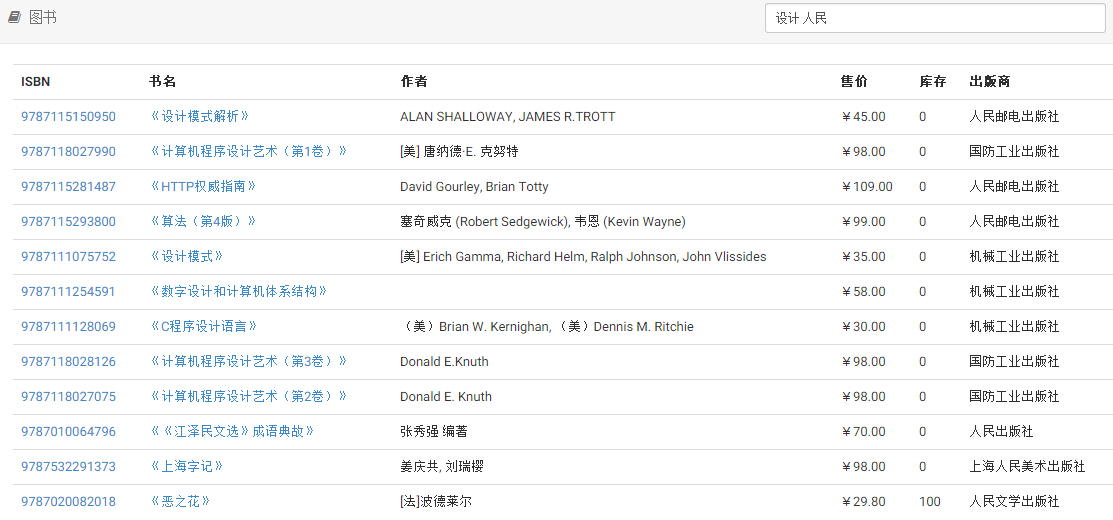 图书
设计 人民
ISBN 书名 作者 售价 库存 出版商
9787115150950 《设计模式解析》 ALAN SHALLOWAY, JAMES R.TROTT ￥45.00 0 人民邮电出版社
9787118027990 《计算机程序设计艺术（第1卷）》 [美] 唐纳德·E. 克努特 ￥98.00 0 国防工业出版社
9787115281487 《HTTP权威指南》 David Gourley, Brian Totty ￥109.00 0 人民邮电出版社
9787115293800 《算法（第4版）》 塞奇威克 (Robert Sedgewick), 韦恩 (Kevin Wayne) ￥99.00 0 人民邮电出版社
9787111075752 《设计模式》 [美] Erich Gamma, Richard Helm, Ralph Johnson, John Vlissides ￥35.00 0 机械工业出版社
9787111254591 《数字设计和计算机体系结构》 ￥58.00 0 机械工业出版社
9787111128069 《C程序设计语言》 （美）Brian W. Kernighan, （美）Dennis M. Ritchie ￥30.00 0 机械工业出版社
9787118028126 《计算机程序设计艺术（第3卷）》 Donald E.Knuth ￥98.00 0 国防工业出版社
9787118027075 《计算机程序设计艺术（第2卷）》 Donald E. Knuth ￥98.00 0 国防工业出版社
9787010064796 《《江泽民文选》成语典故》 张秀强 编著 ￥70.00 0 人民出版社
9787532291373 《上海字记》 姜庆共, 刘瑞樱 ￥98.00 0 上海人民美术出版社
9787020082018 《恶之花》 [法]波德莱尔 ￥29.80 100 人民文学出版社